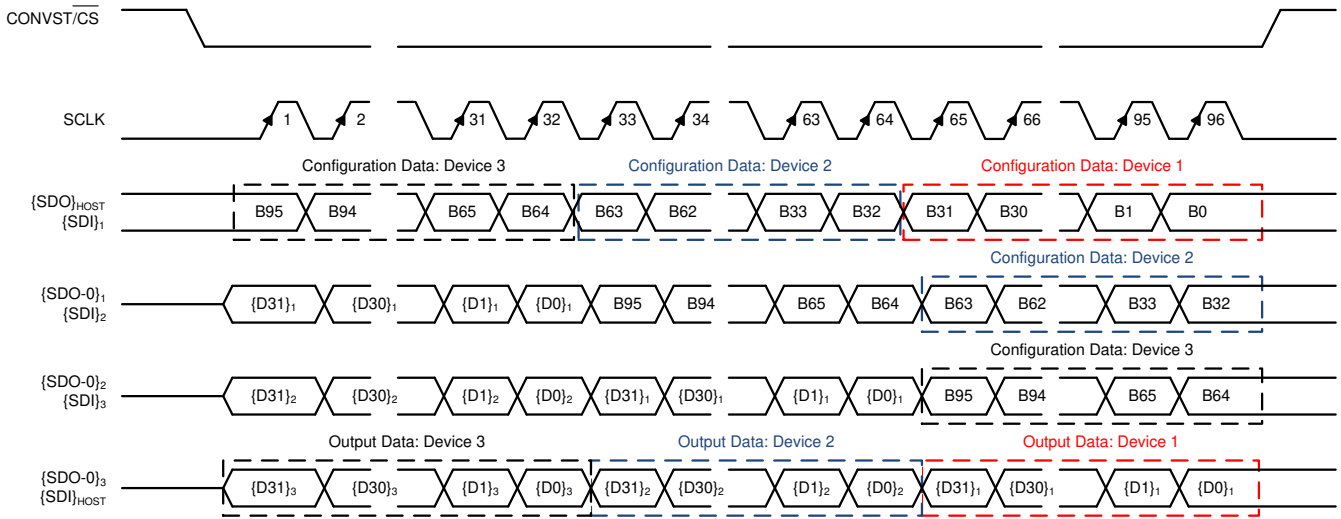 CONVST/CS
SCLK
1 2 31 32 33 34 63 64 65 66 95 96
Configuration Data: Device 3 Configuration Data: Device 2 Configuration Data: Device 1
{SDO}HOST
{SDI}1
B95 B94 B65 B64 B63 B62 B33 B32 B31 B30 B1 B0
Configuration Data: Device 2
{SDO-0}1
{SDI}2
{D31}1 {D30}1 {D1}1 {D0}1 B95 B94 B65 B64 B63 B62 B33 B32
Configuration Data: Device 3
{SDO-0}2
{SDI}3
{D31}2 {D30}2 {D1}2 {D0}2 {D31}1 {D30}1 {D1}1 {D0}1 B95 B94 B65 B64
Output Data: Device 3 Output Data: Device 2 Output Data: Device 1
{SDO-0}3
{SDI}HOST
{D31}3 {D30}3 {D1}3 {D0}3 {D31}2 {D30}2 {D1}2 {D0}2 {D31}1 {D30}1 {D1}1 {D0}1